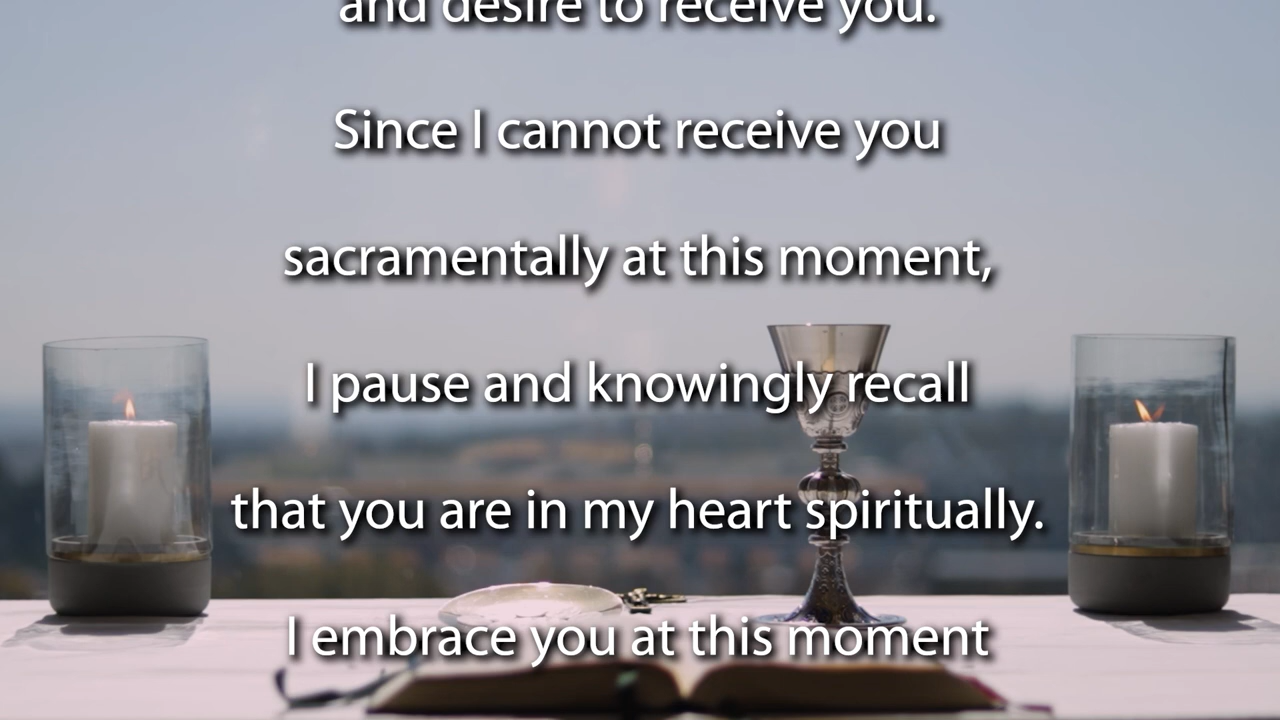 and desire to receive you.
Since I cannot receive you
sacramentally at this moment,
I pause and knowingly recall
that you are in my heart spiritually.
I embrace you at this moment